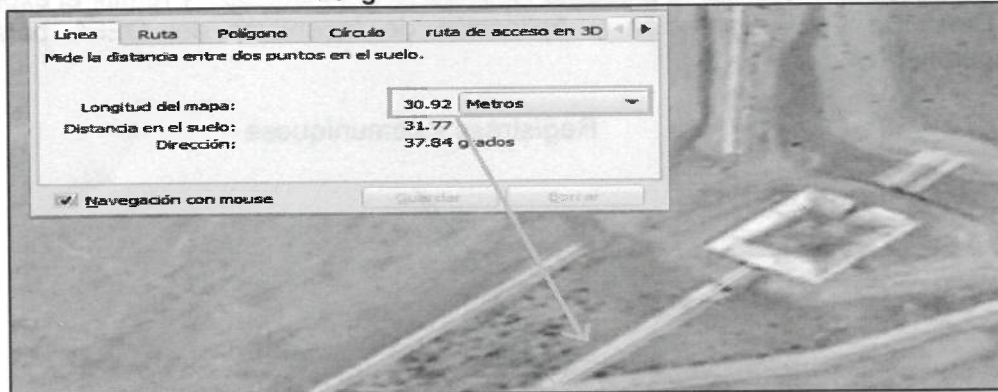 Línea Ruta Polígono Círculo ruta de acceso en 3D
Mide la distancia entre dos puntos en el suelo.
Longitud del mapa: 30.92 Metros
Distancia en el suelo: 31.77
Dirección: 37.84 grados
Navegación con mouse Guardar Borrar